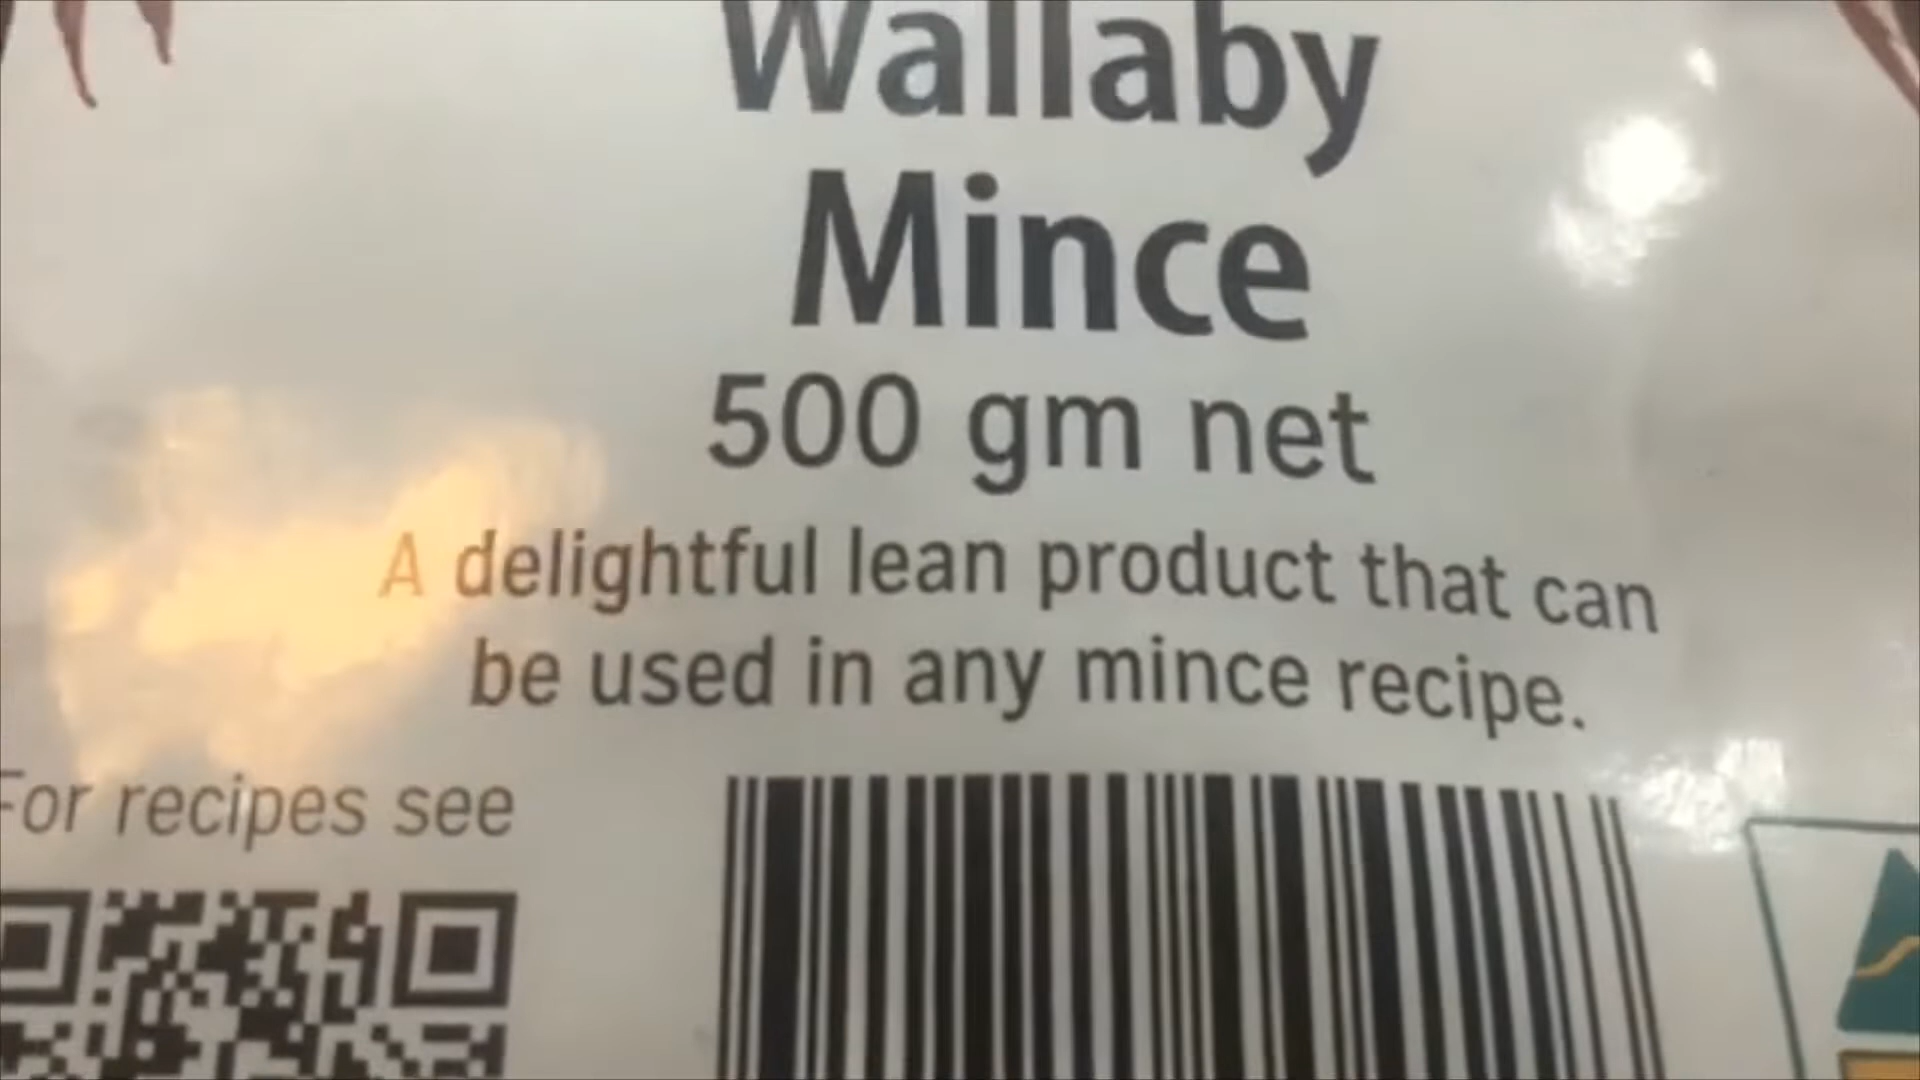 Wallaby
Mince
500 gm net
A delightful lean product that can
be used in any mince recipe.
For recipes see